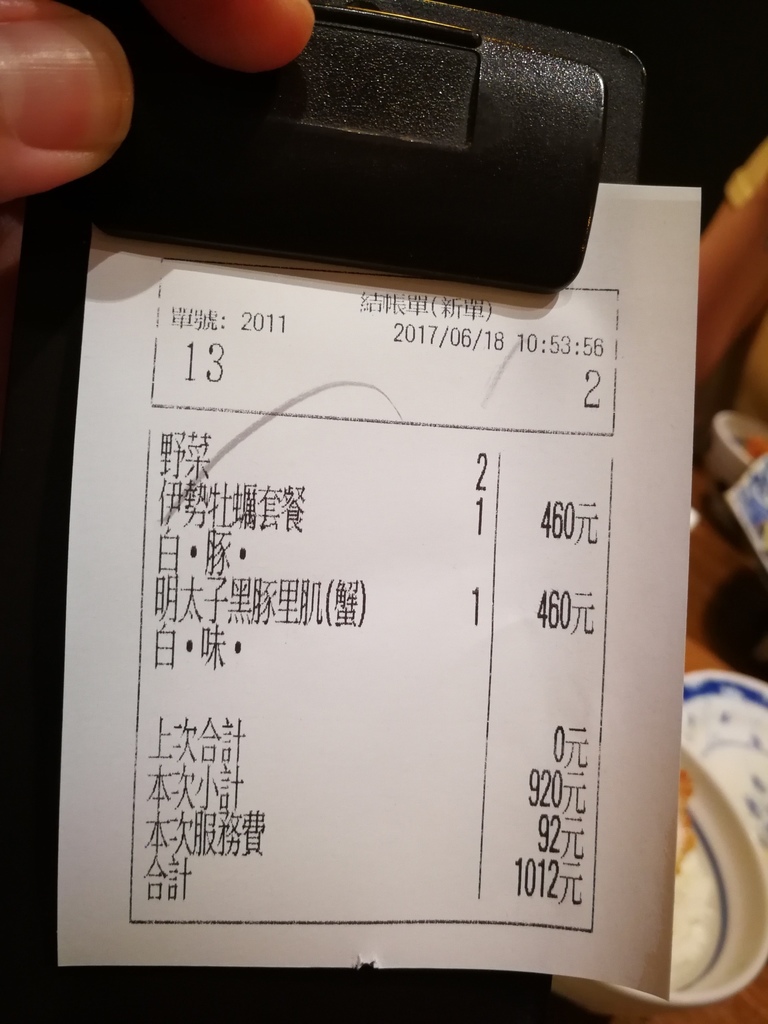 結帳單(新單)
單號: 2011 2017/06/18 10:53:56
13 2
野菜 2
伊勢牡蠣套餐 1 460元
白·豚·
明太子黑豚里肌(蟹) 1 460元
白·味·
上次合計 0元
本次小計 920元
本次服務費 92元
合計 1012元